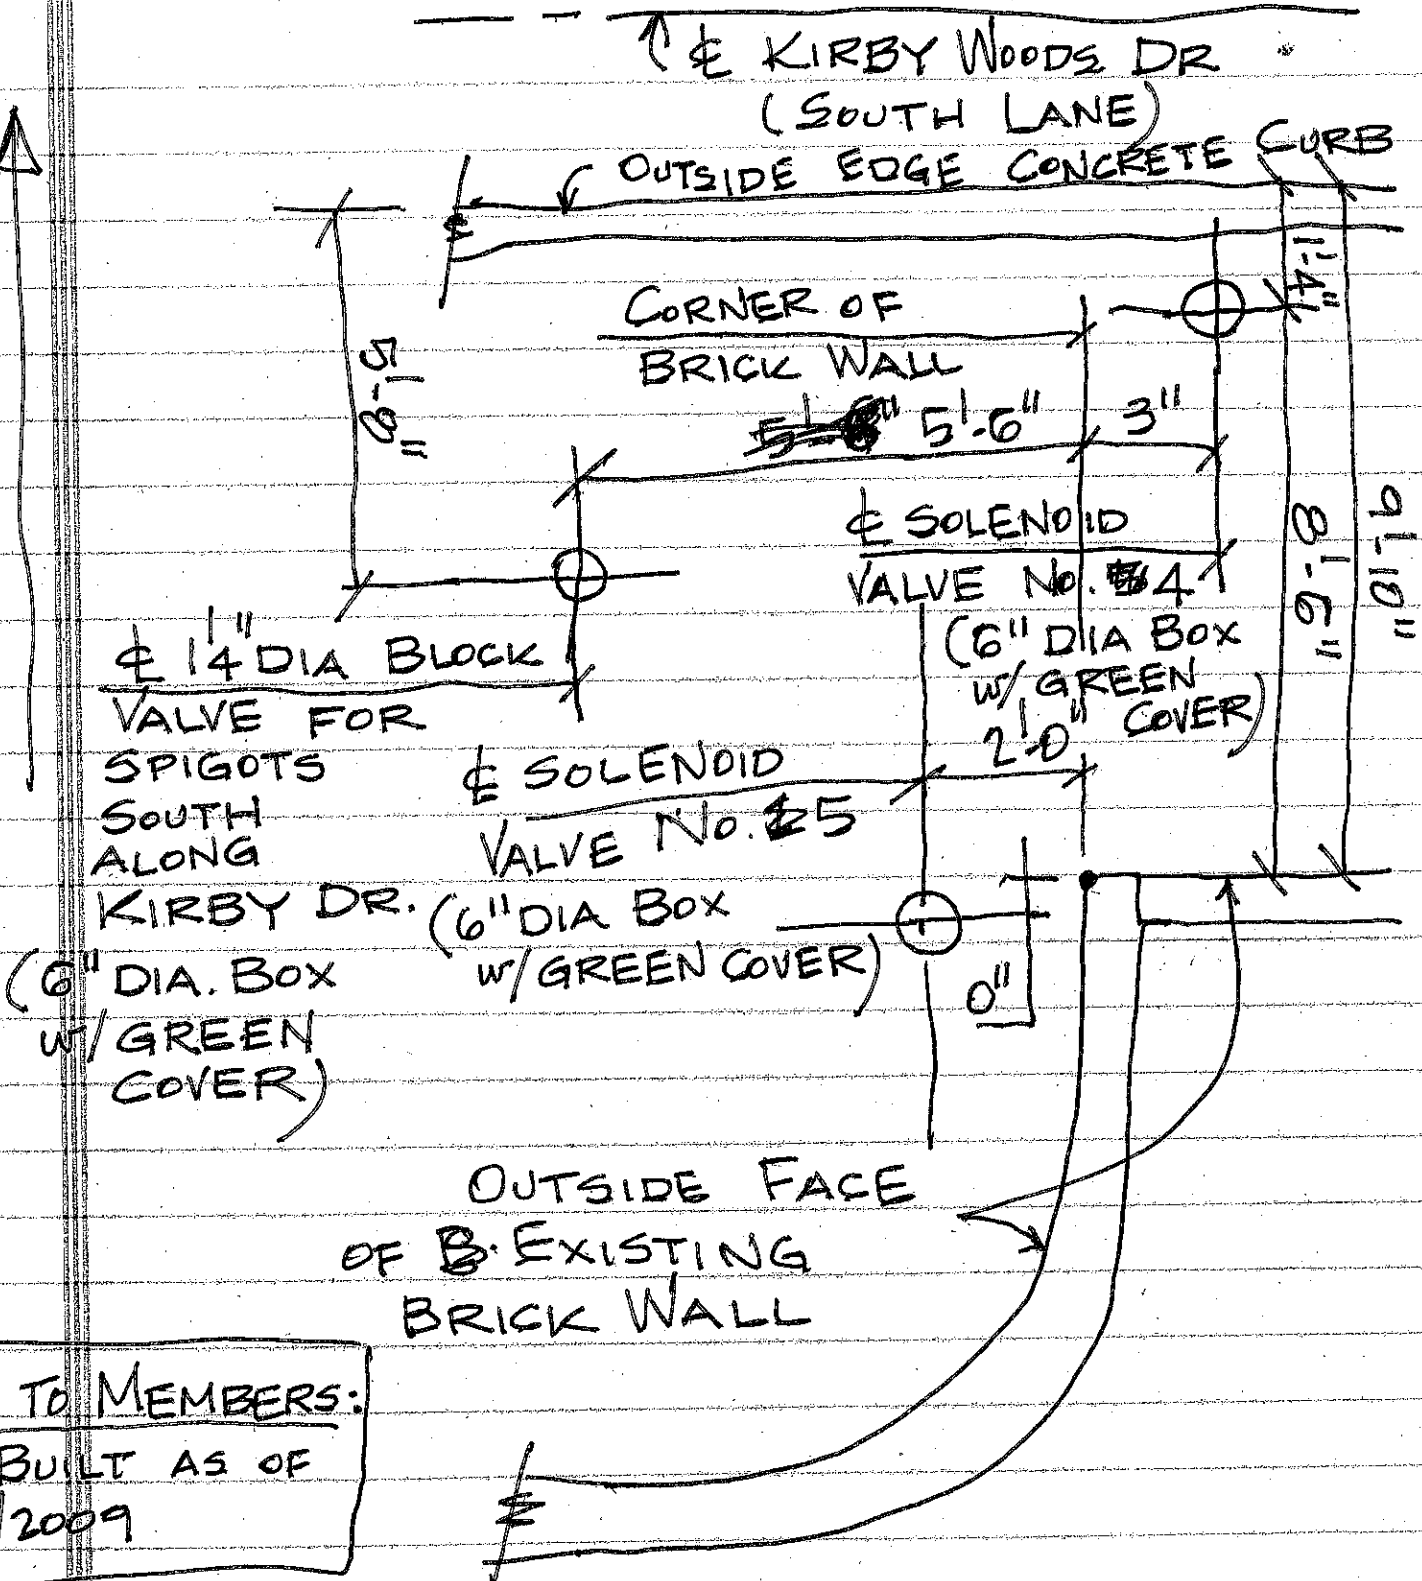 ℄ KIRBY WOODS DR
(SOUTH LANE)
OUTSIDE EDGE CONCRETE CURB
1'-4"
5'-8"
CORNER OF
BRICK WALL
5'-6" 3"
8'-6"
9'-10"
℄ SOLENOID
VALVE No. 4
(6" DIA BOX
w/ GREEN
COVER)
2'-0"
℄ 1¼" DIA BLOCK
VALVE FOR
SPIGOTS
SOUTH
ALONG
KIRBY DR.
(6" DIA. BOX
w/ GREEN
COVER)
℄ SOLENOID
VALVE No. 5
(6" DIA BOX
w/ GREEN COVER)
0"
OUTSIDE FACE
OF EXISTING
BRICK WALL
TO MEMBERS:
BUILT AS OF
/2009